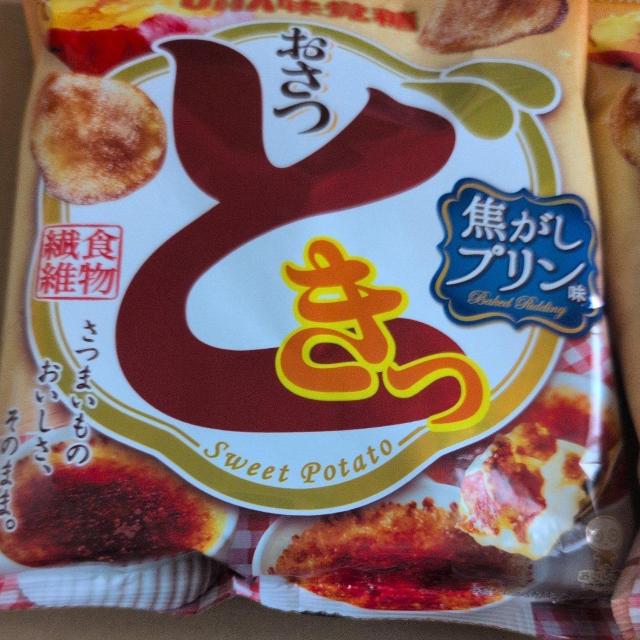 UHA味覚糖
おさつ
どきっ
焦がし
プリン味
Baked Pudding
食物
繊維
さつまいもの
おいしさ、
そのまま。
Sweet Potato